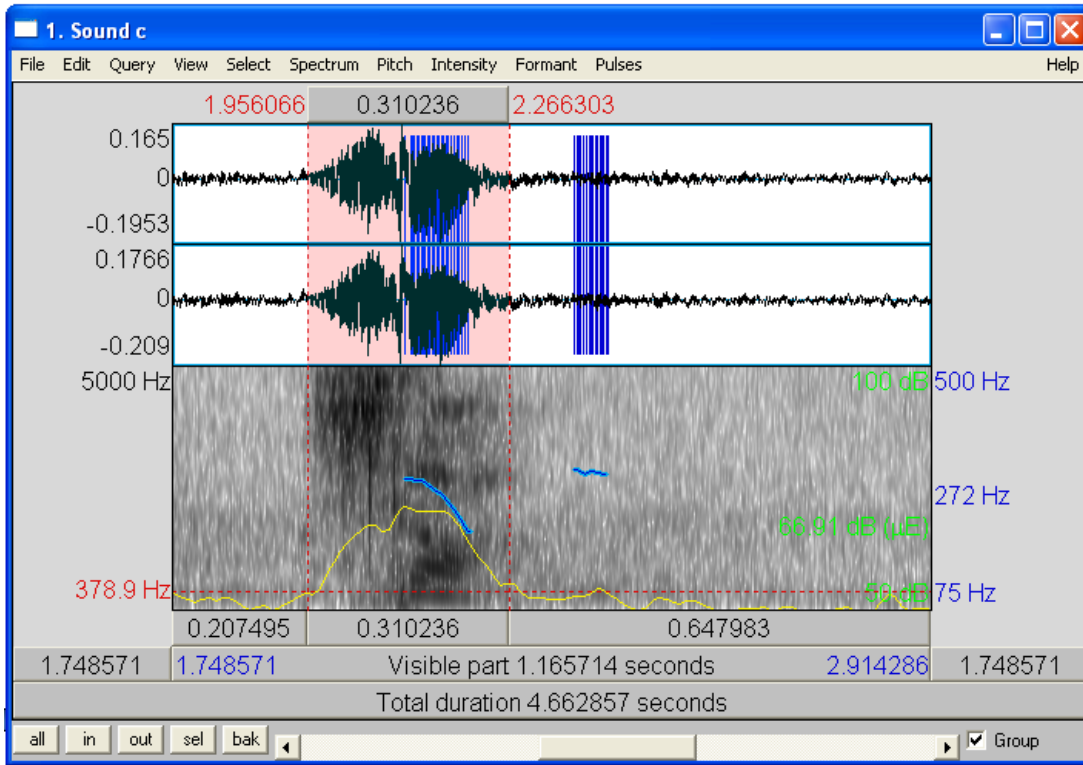 1. Sound c
File Edit Query View Select Spectrum Pitch Intensity Formant Pulses Help
1.956066 0.310236 2.266303
0.165
0
-0.1953
0.1766
0
-0.209
5000 Hz 100 dB 500 Hz
272 Hz
66.91 dB (µE)
378.9 Hz 50 dB 75 Hz
0.207495 0.310236 0.647983
1.748571 1.748571 Visible part 1.165714 seconds 2.914286 1.748571
Total duration 4.662857 seconds
all in out sel bak Group